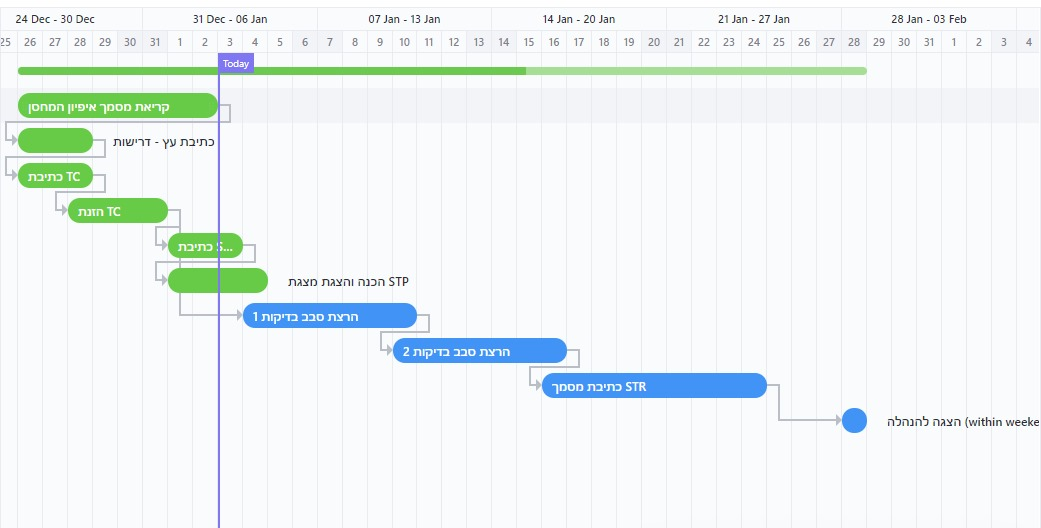 24 Dec - 30 Dec 31 Dec - 06 Jan 07 Jan - 13 Jan 14 Jan - 20 Jan 21 Jan - 27 Jan 28 Jan - 03 Feb
25 26 27 28 29 30 31 1 2 3 4 5 6 7 8 9 10 11 12 13 14 15 16 17 18 19 20 21 22 23 24 25 26 27 28 29 30 31 1 2 3 4
Today
קריאת מסמך איפיון המחסן
כתיבת עץ - דרישות
כתיבת TC
הזנת TC
כתיבת S...
הכנה והצגת מצגת STP
הרצת סבב בדיקות 1
הרצת סבב בדיקות 2
כתיבת מסמך STR
הצגה להנהלה (within weeke